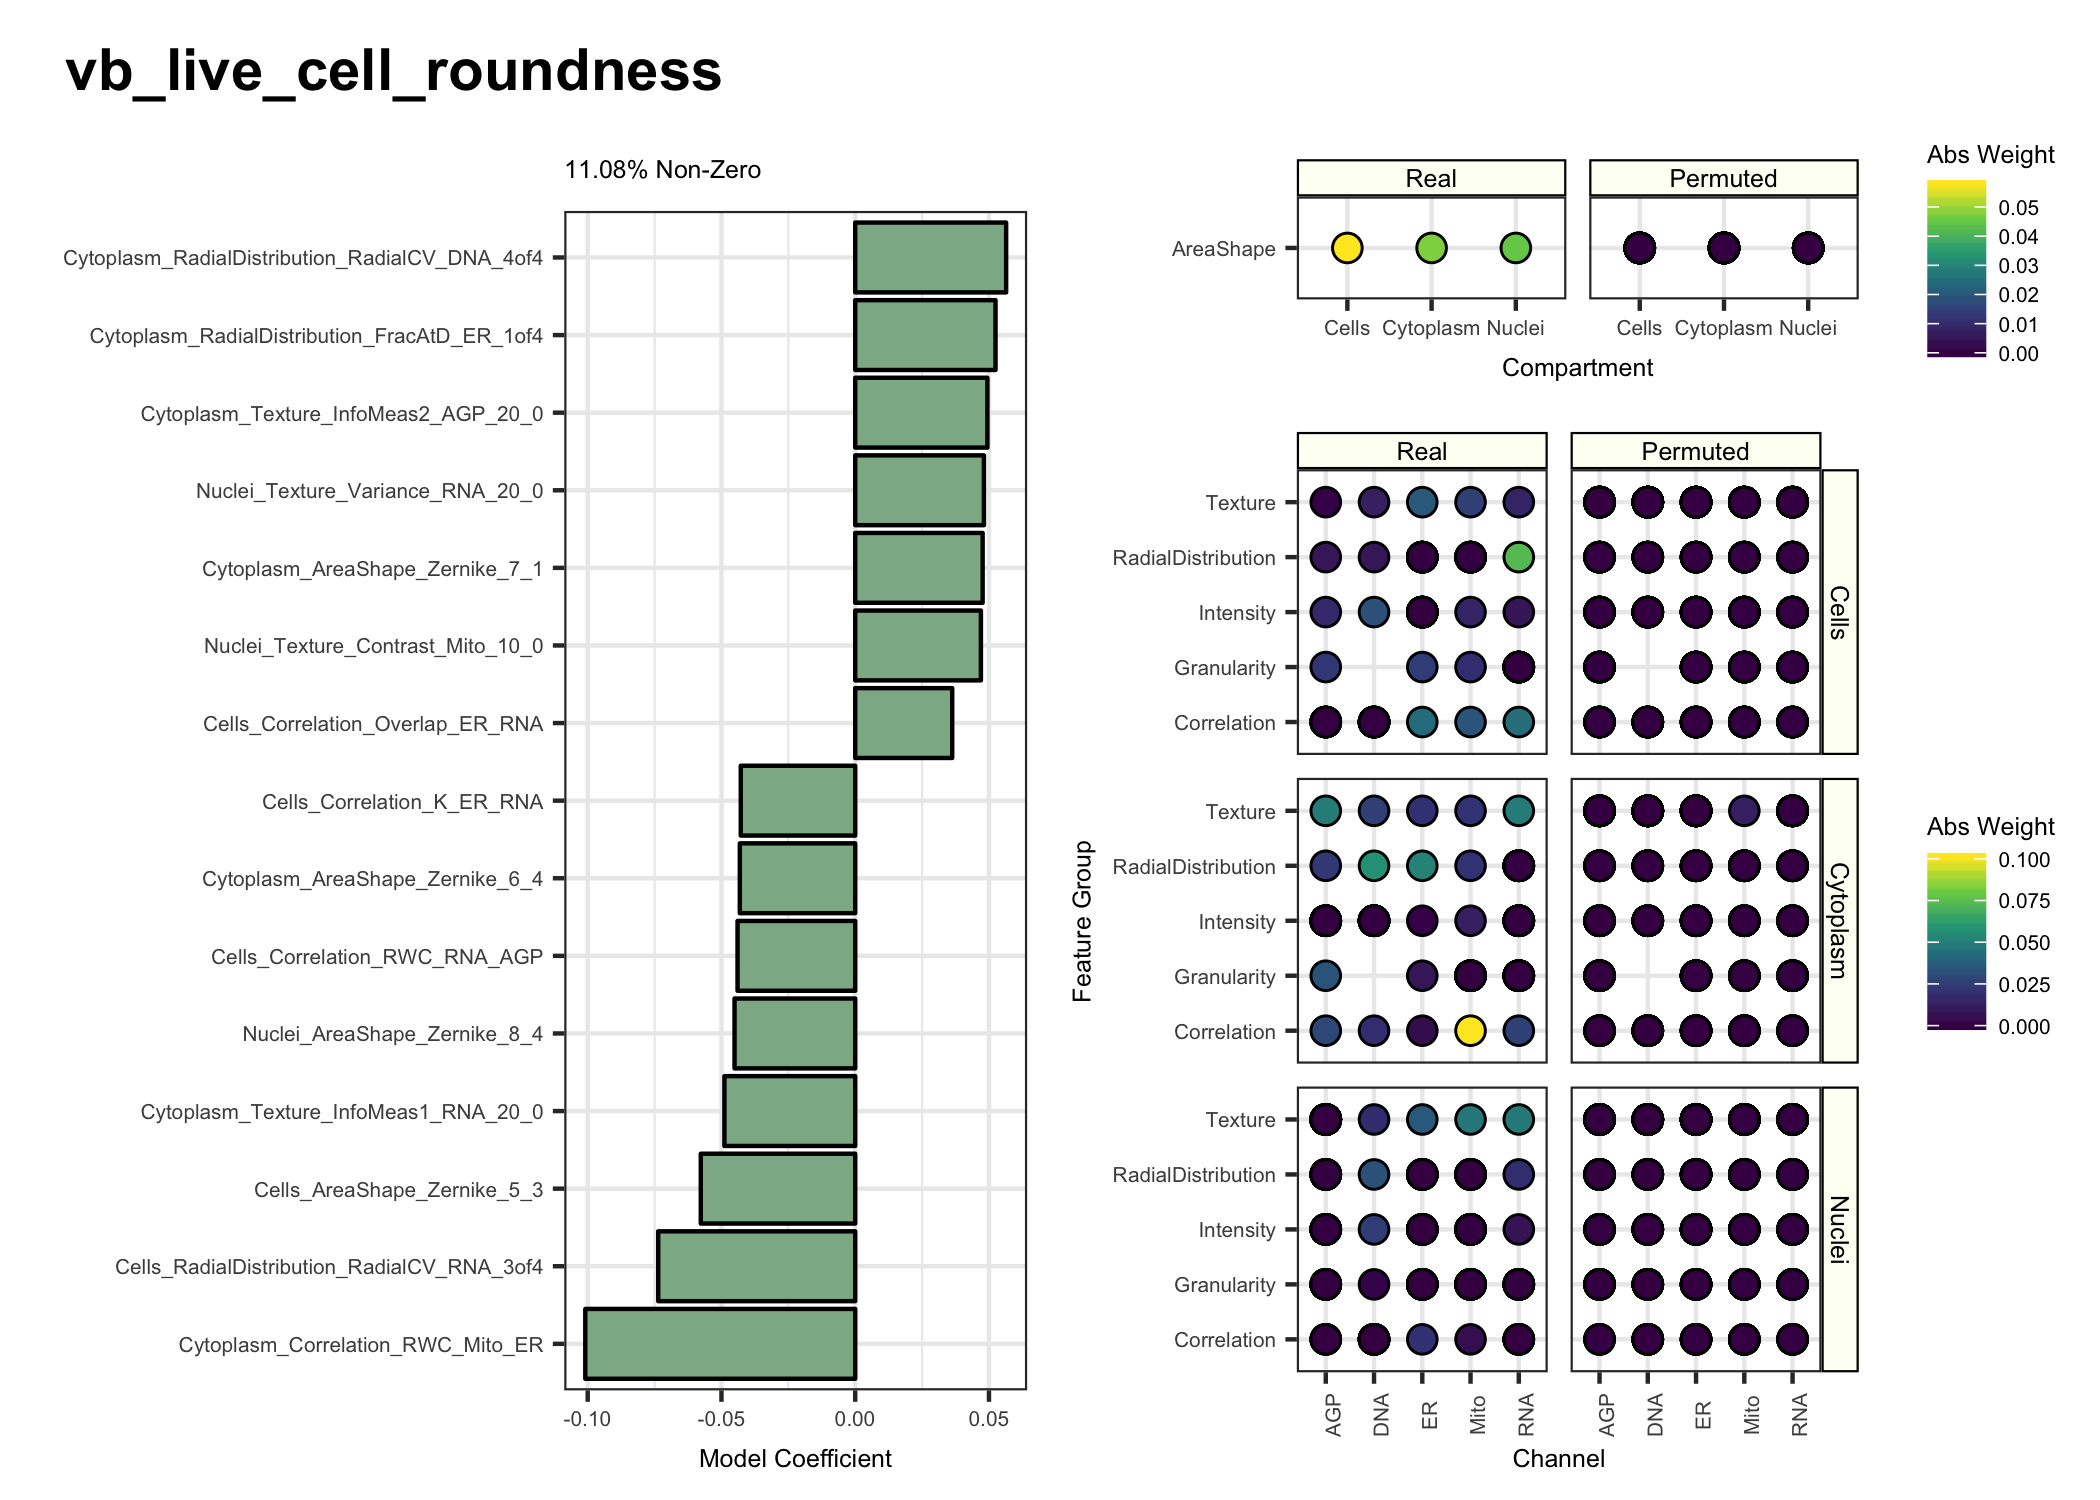 vb_live_cell_roundness
11.08% Non-Zero
Cytoplasm_RadialDistribution_RadialCV_DNA_4of4
Cytoplasm_RadialDistribution_FracAtD_ER_1of4
Cytoplasm_Texture_InfoMeas2_AGP_20_0
Nuclei_Texture_Variance_RNA_20_0
Cytoplasm_AreaShape_Zernike_7_1
Nuclei_Texture_Contrast_Mito_10_0
Cells_Correlation_Overlap_ER_RNA
Cells_Correlation_K_ER_RNA
Cytoplasm_AreaShape_Zernike_6_4
Cells_Correlation_RWC_RNA_AGP
Nuclei_AreaShape_Zernike_8_4
Cytoplasm_Texture_InfoMeas1_RNA_20_0
Cells_AreaShape_Zernike_5_3
Cells_RadialDistribution_RadialCV_RNA_3of4
Cytoplasm_Correlation_RWC_Mito_ER
-0.10 -0.05 0.00 0.05
Model Coefficient
Real Permuted
AreaShape
Cells Cytoplasm Nuclei Cells Cytoplasm Nuclei
Compartment
Abs Weight
0.05
0.04
0.03
0.02
0.01
0.00
Feature Group
Real Permuted
Texture
RadialDistribution
Intensity
Granularity
Correlation
Cells
Texture
RadialDistribution
Intensity
Granularity
Correlation
Cytoplasm
Texture
RadialDistribution
Intensity
Granularity
Correlation
Nuclei
AGP DNA ER Mito RNA AGP DNA ER Mito RNA
Channel
Abs Weight
0.100
0.075
0.050
0.025
0.000